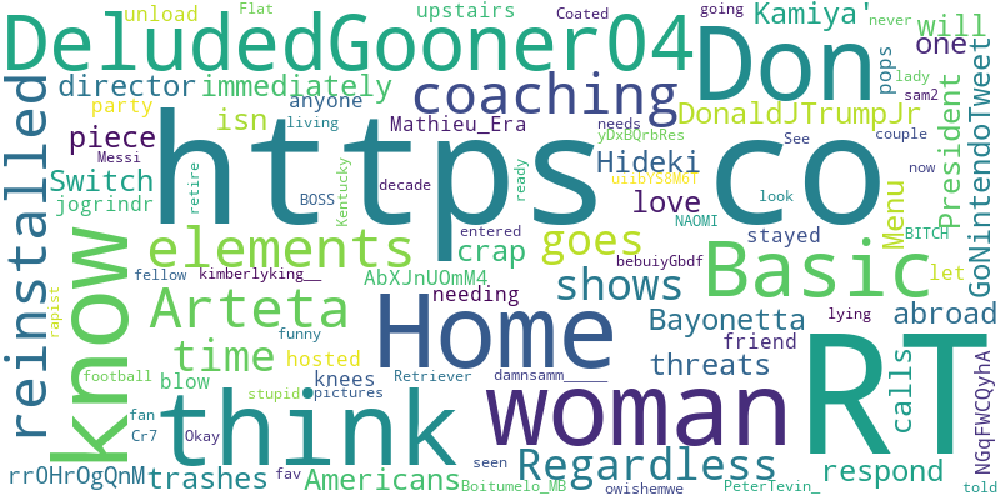 unload
Flat
upstairs
Coated
going
Kamiya'
never
will
DeludedGooner04
Don
one
pops
director
immediately
coaching
lady
sam2
party
anyone
isn
living
Mathieu_Era
needs
DonaldJTrumpJr
yDxBQrbRes
See
couple
piece
https
co
Messi
Switch
jogrindr
retire
BOSS
Kentucky
decade
love
ready
Hideki
uiibYS8M6T
NAOMI
look
President
now
GoNintendoTweet
reinstalled
know
elements
entered
crap
goes
stayed
Menu
BITCH
fellow
kimberlyking__
AbXJnUOmM4
bebuiyGbdf
shows
Basic
let
rapist
Arteta
needing
Home
Bayonetta
lying
abroad
funny
time
hosted
friend
threats
RT
calls
football
blow
knees
Retriever
damnsamm_____
pictures
stupid
think
woman
fan
Cr7
Okay
NGqFWCQyhA
rr0HrOgQnM
trashes
fav
Americans
seen
Regardless
respond
Boitumelo_MB
owishemwe
PeterTevin_
told